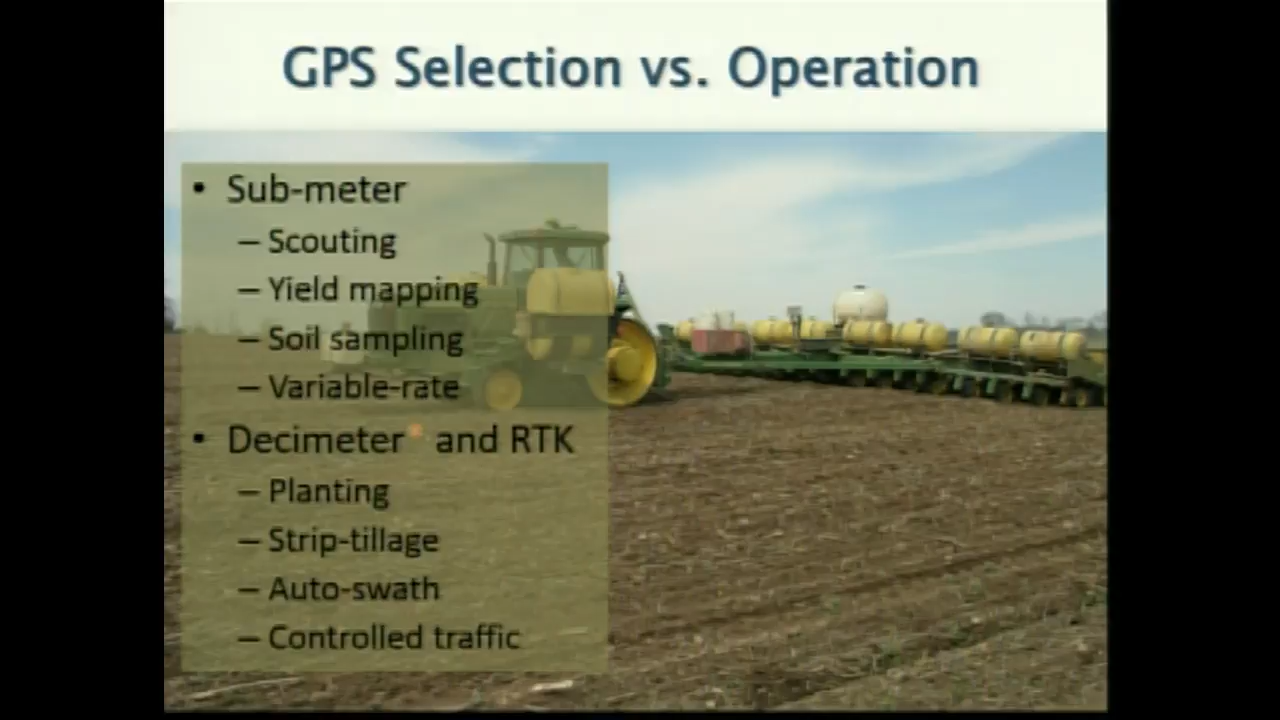 GPS Selection vs. Operation
• Sub-meter
– Scouting
– Yield mapping
– Soil sampling
– Variable-rate
• Decimeter* and RTK
– Planting
– Strip-tillage
– Auto-swath
– Controlled traffic